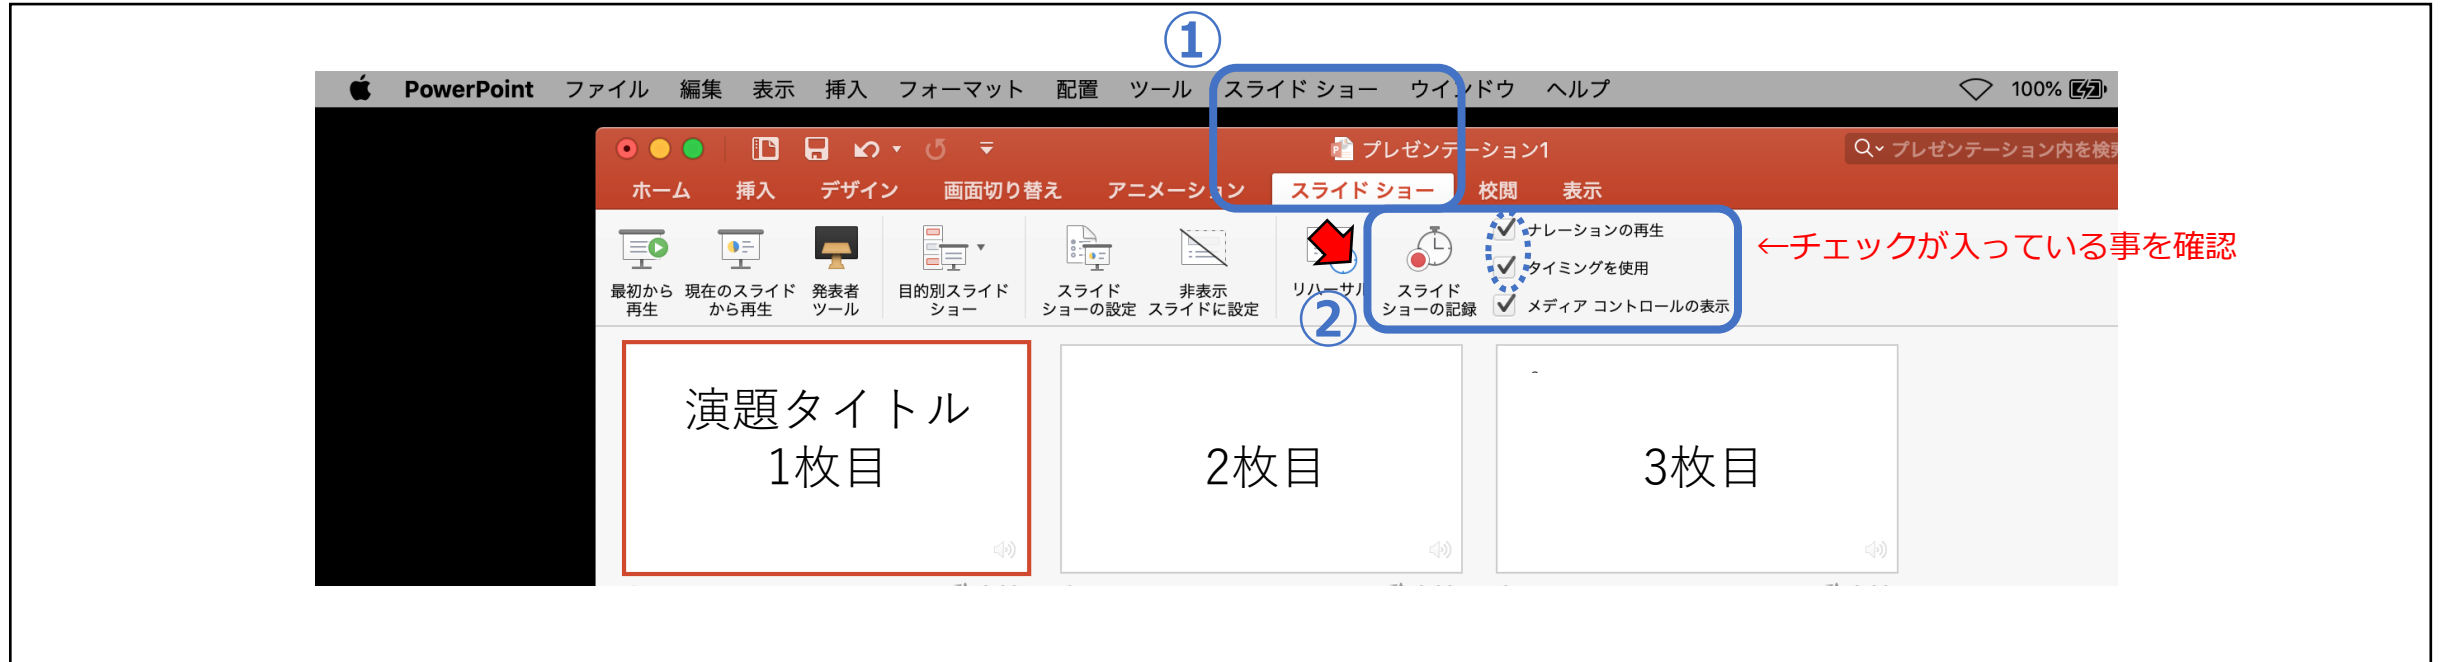 ①
PowerPoint ファイル 編集 表示 挿入 フォーマット 配置 ツール スライド ショー ウインドウ ヘルプ 100%
プレゼンテーション1
プレゼンテーション内を検索
ホーム 挿入 デザイン 画面切り替え アニメーション スライド ショー 校閲 表示
最初から
再生
現在のスライド
から再生
発表者
ツール
目的別スライド
ショー
スライド
ショーの設定
非表示
スライドに設定
リハーサル
②
スライド
ショーの記録
ナレーションの再生
タイミングを使用
メディア コントロールの表示
←チェックが入っている事を確認
演題タイトル
1枚目
2枚目
3枚目